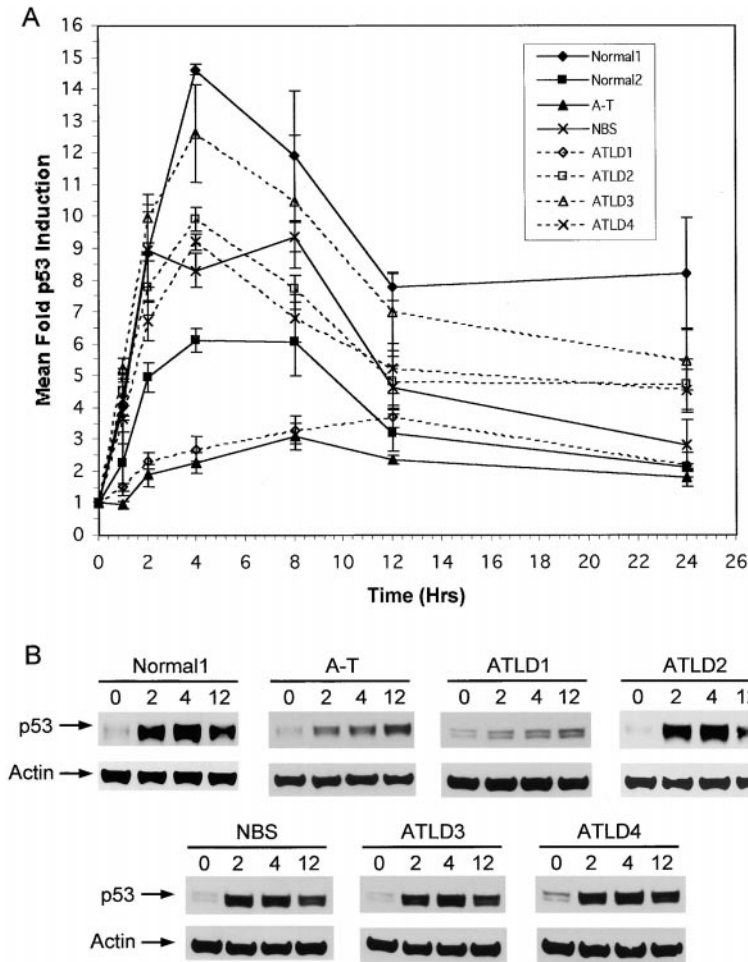 A
16
15
14
13
12
11
10
9
8
7
6
5
4
3
2
1
0
Mean Fold p53 Induction
Normal1
Normal2
A-T
NBS
ATLD1
ATLD2
ATLD3
ATLD4
0 2 4 6 8 10 12 14 16 18 20 22 24 26
Time (Hrs)
B
Normal1 A-T ATLD1 ATLD2
0 2 4 12 0 2 4 12 0 2 4 12 0 2 4
p53
Actin
NBS ATLD3 ATLD4
0 2 4 12 0 2 4 12 0 2 4 12
p53
Actin